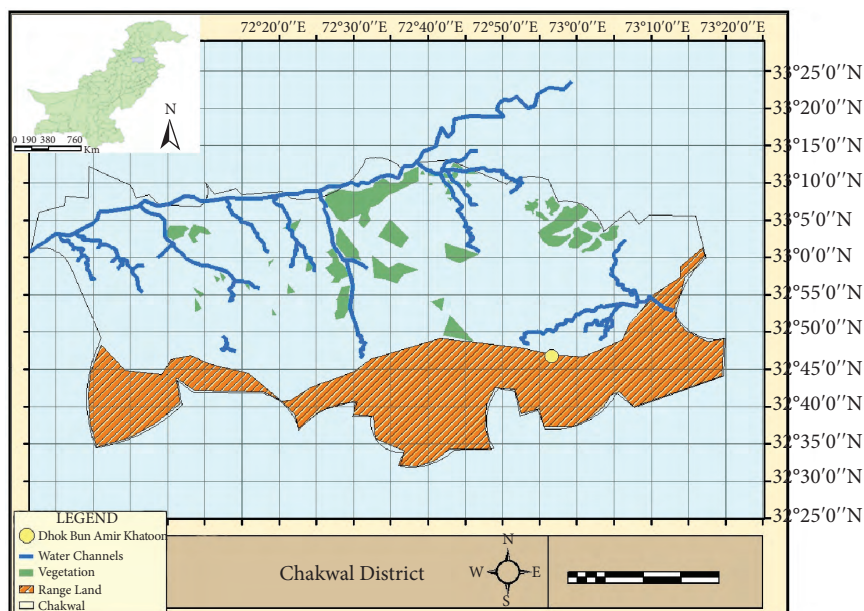 72°20'0''E 72°30'0''E 72°40'0''E 72°50'0''E 73°0'0''E 73°10'0''E 73°20'0''E
N
0 190 380 760
Km
33°25'0''N
33°20'0''N
33°15'0''N
33°10'0''N
33°5'0''N
33°0'0''N
32°55'0''N
32°50'0''N
32°45'0''N
32°40'0''N
32°35'0''N
32°30'0''N
32°25'0''N
LEGEND
Dhok Bun Amir Khatoon
Water Channels
Vegetation
Range Land
Chakwal
Chakwal District
N
W E
S